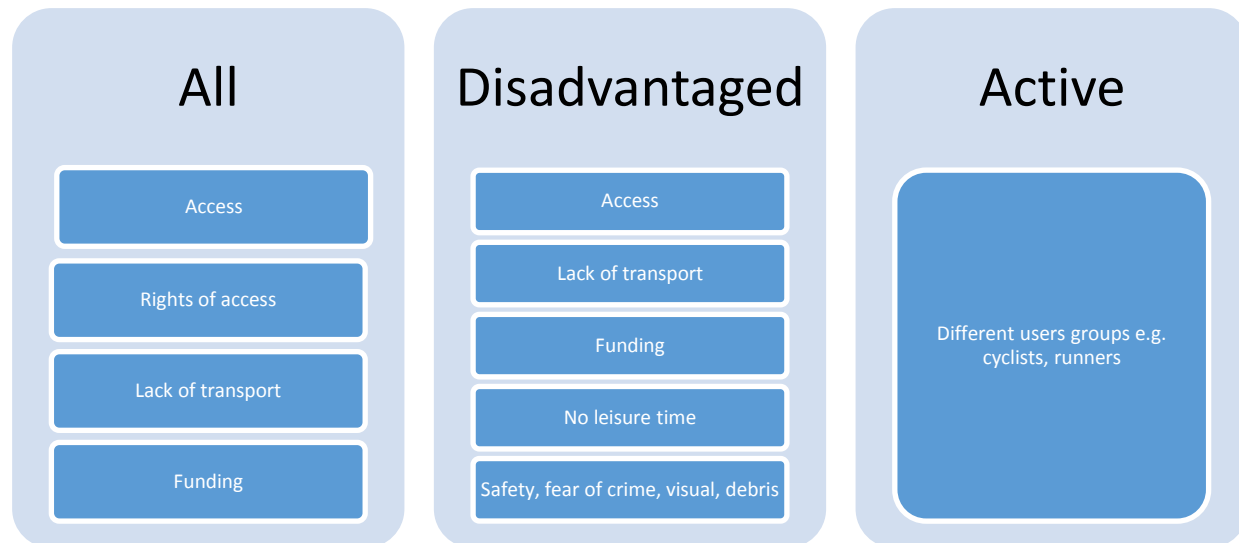 All
Access
Rights of access
Lack of transport
Funding
Disadvantaged
Access
Lack of transport
Funding
No leisure time
Safety, fear of crime, visual, debris
Active
Different users groups e.g.
cyclists, runners